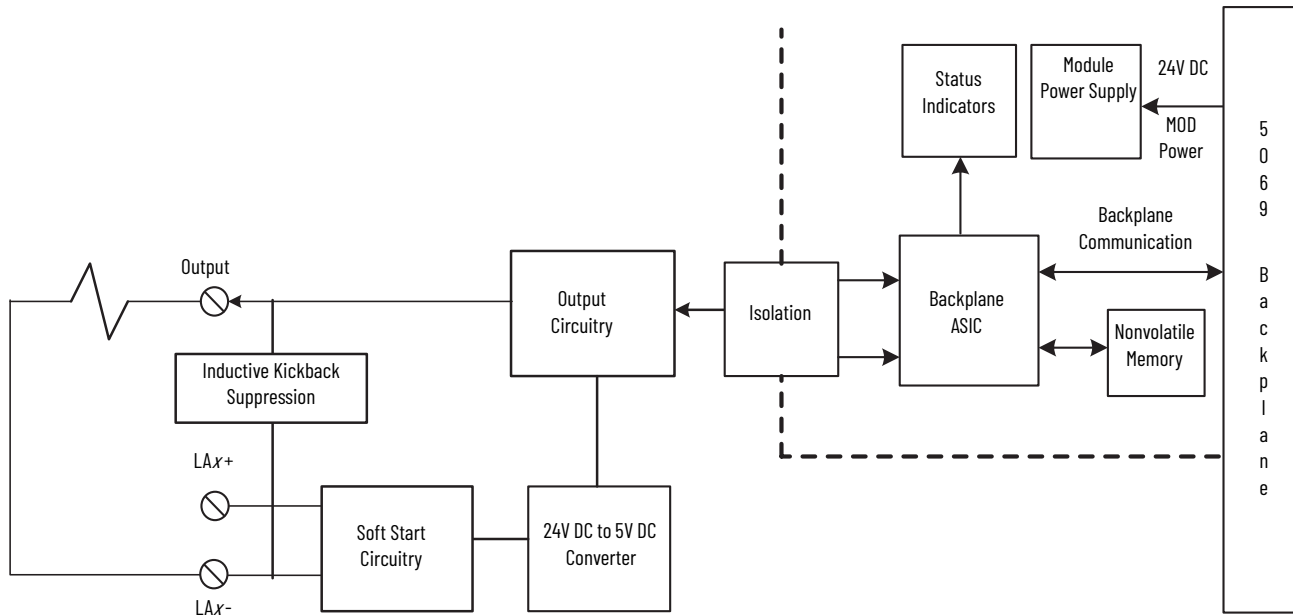 Status
Indicators
Module
Power Supply
24V DC
MOD
Power
5
0
6
9
B
a
c
k
p
l
a
n
e
Backplane
Communication
Output
Output
Circuitry
Isolation
Backplane
ASIC
Nonvolatile
Memory
Inductive Kickback
Suppression
LAx+
Soft Start
Circuitry
24V DC to 5V DC
Converter
LAx-